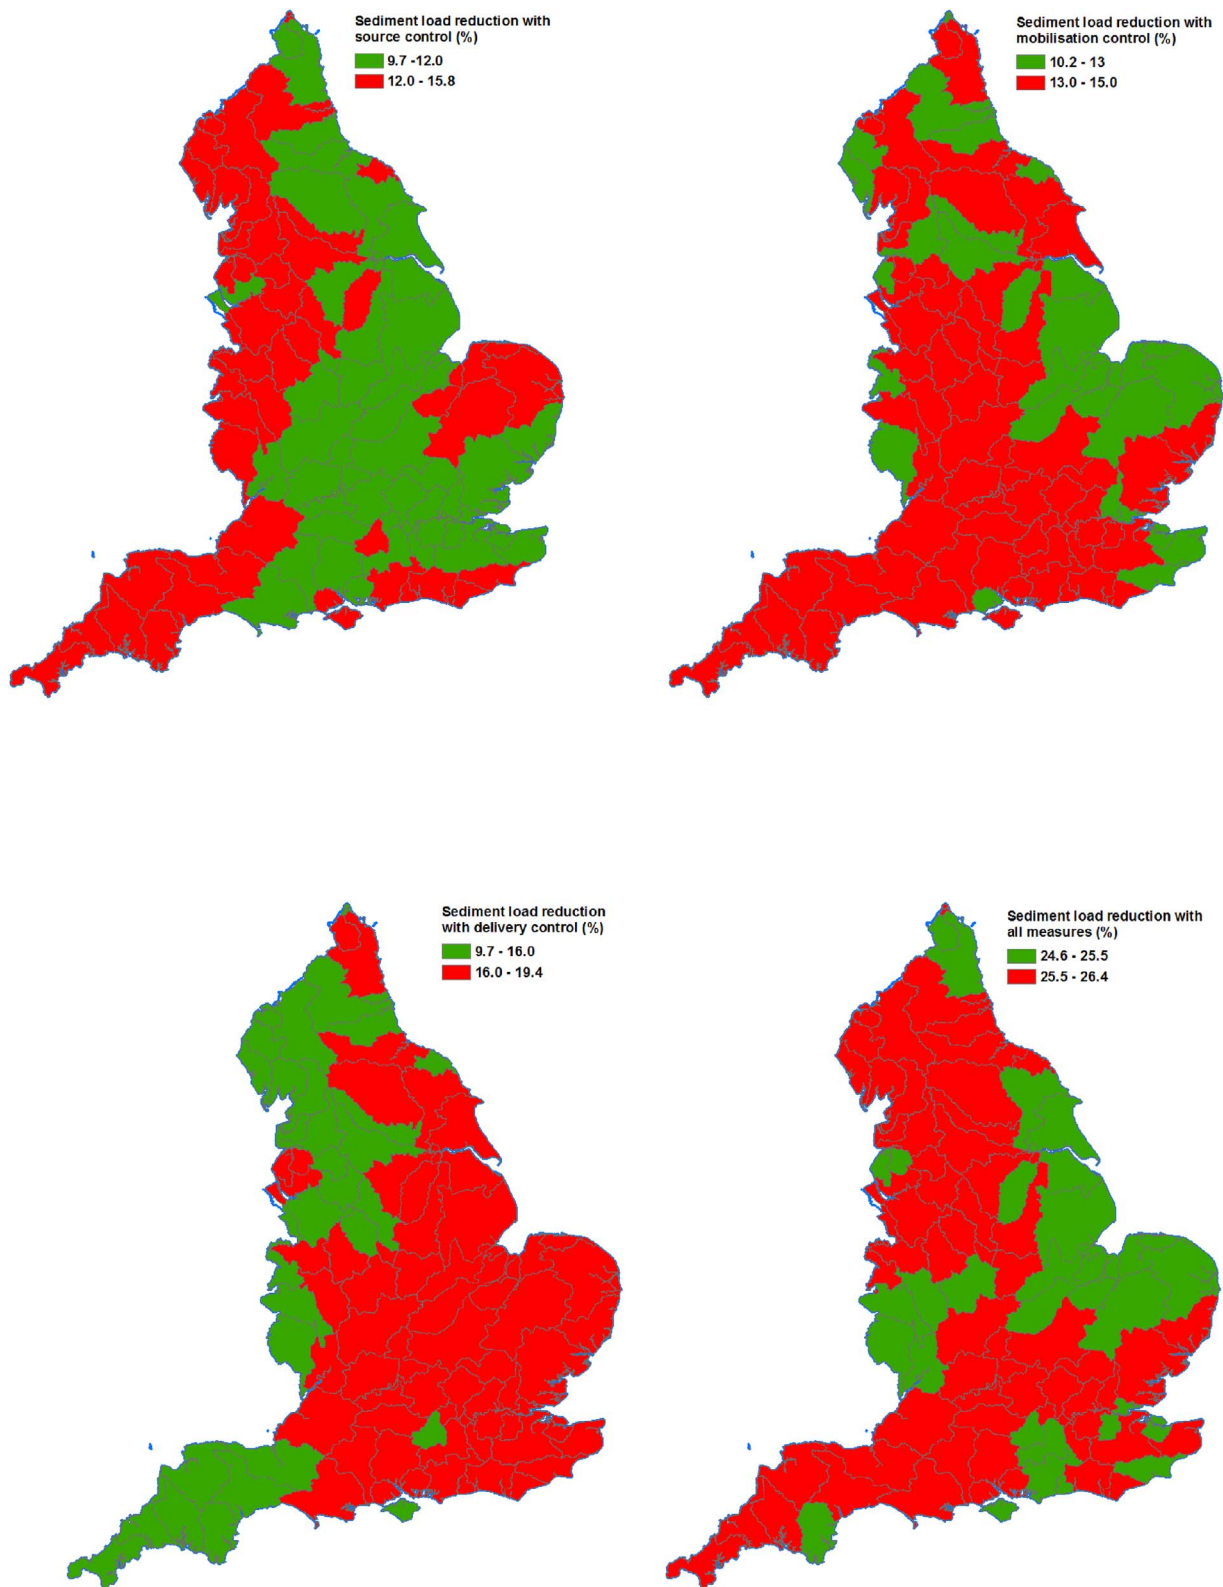 Sediment load reduction with
source control (%)
9.7 -12.0
12.0 - 15.8
Sediment load reduction with
mobilisation control (%)
10.2 - 13
13.0 - 15.0
Sediment load reduction
with delivery control (%)
9.7 - 16.0
16.0 - 19.4
Sediment load reduction with
all measures (%)
24.6 - 25.5
25.5 - 26.4